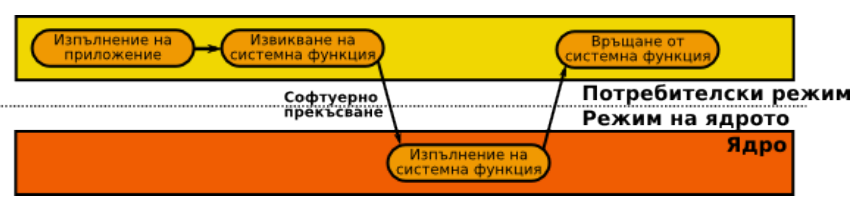 Изпълнение на
приложение
Извикване на
системна функция
Връщане от
системна функция
Софтуерно
прекъсване
Потребителски режим
Режим на ядрото
Ядро
Изпълнение на
системна функция